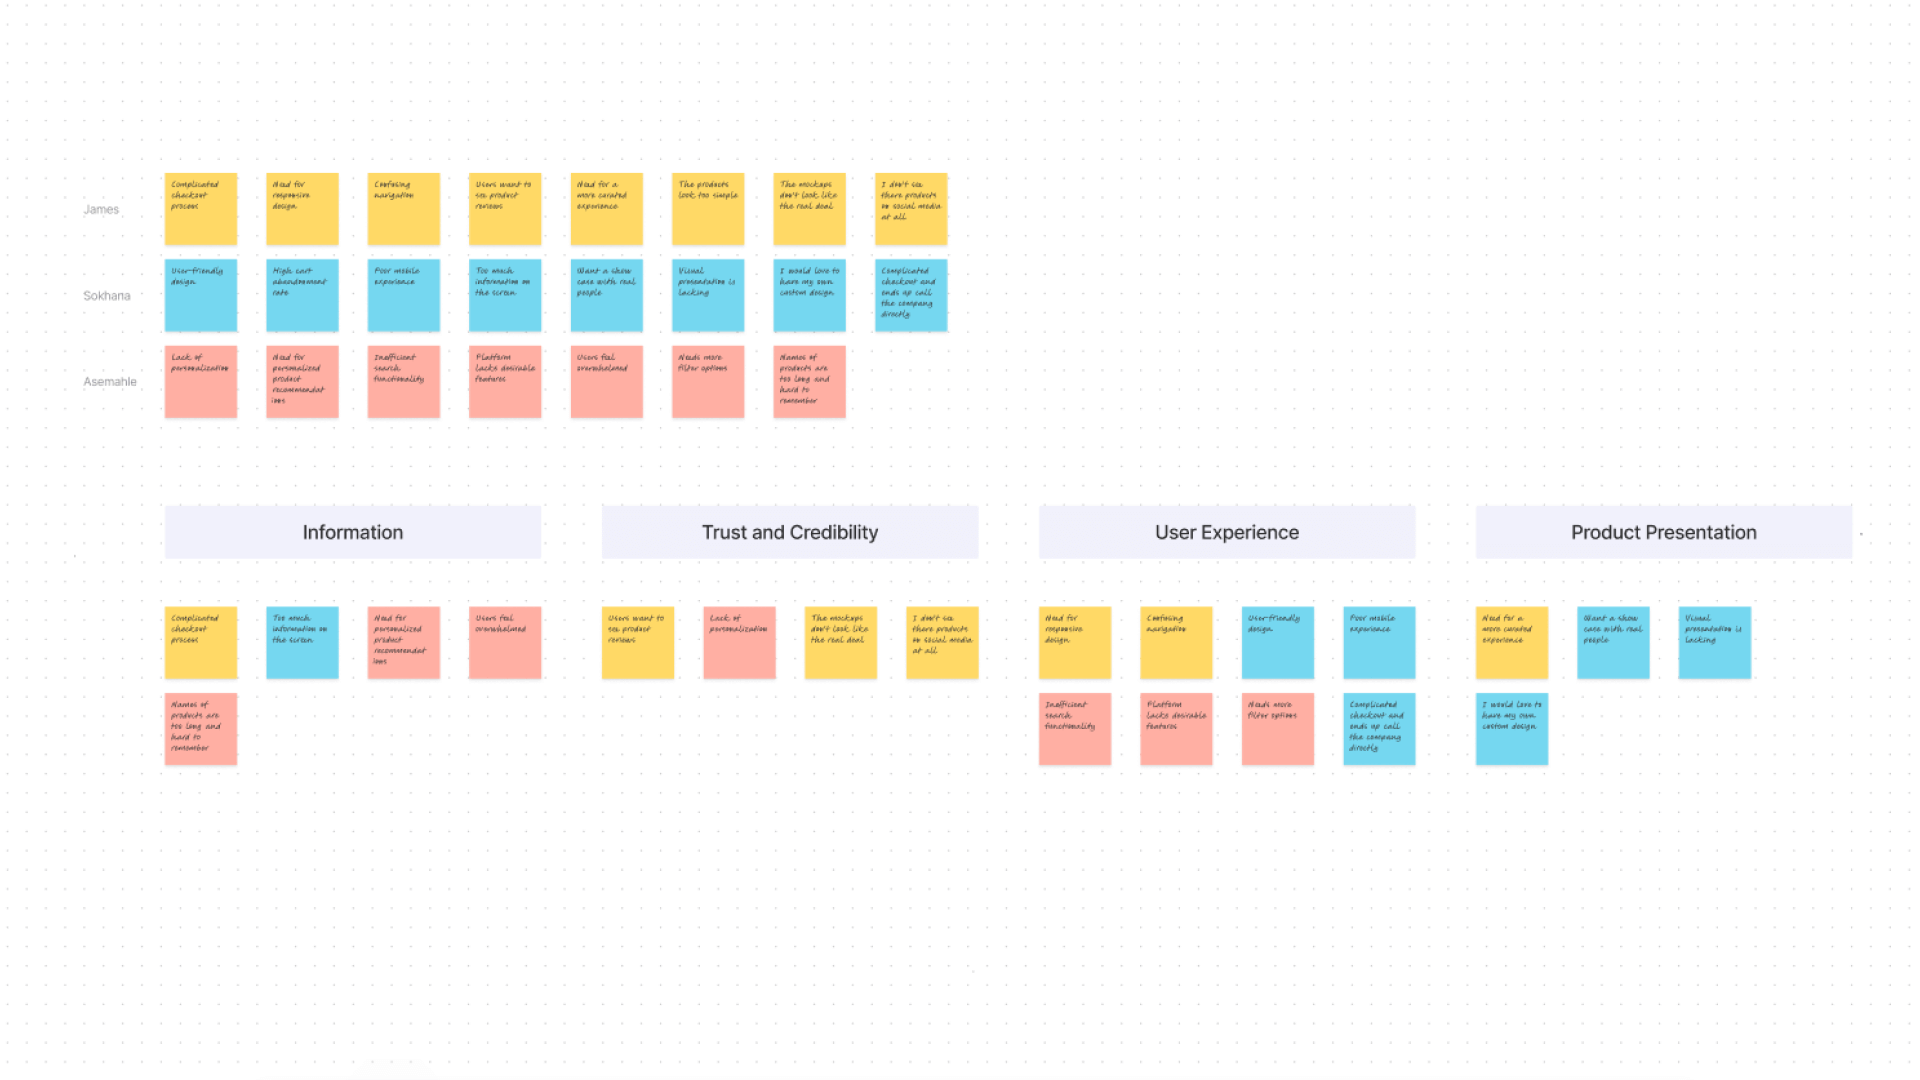 James
Complicated
checkout
process
Need for
responsive
design
Confusing
navigation
Users want to
see product
reviews
Need for a
more curated
experience
The products
look too simple
The mockups
don't look like
the real deal
I don't see
there products
on social media
at all
Sokhana
User-friendly
design
High cart
abandonment
rate
Poor mobile
experience
Too much
information on
the screen
Want a show
case with real
people
Visual
presentation is
lacking
I would love to
have my own
custom design
Complicated
checkout and
ends up call
the company
directly
Asemahle
Lack of
personalization
Need for
personalized
product
recommendat
ions
Inefficient
search
functionality
Platform
lacks desirable
features
Users feel
overwhelmed
Needs more
filter options
Names of
products are
too long and
hard to
remember
Information
Complicated
checkout
process
Too much
information on
the screen
Need for
personalized
product
recommendat
ions
Users feel
overwhelmed
Names of
products are
too long and
hard to
remember
Trust and Credibility
Users want to
see product
reviews
Lack of
personalization
The mockups
don't look like
the real deal
I don't see
there products
on social media
at all
User Experience
Need for
responsive
design
Confusing
navigation
User-friendly
design
Poor mobile
experience
Inefficient
search
functionality
Platform
lacks desirable
features
Needs more
filter options
Complicated
checkout and
ends up call
the company
directly
Product Presentation
Need for a
more curated
experience
Want a show
case with real
people
Visual
presentation is
lacking
I would love to
have my own
custom design